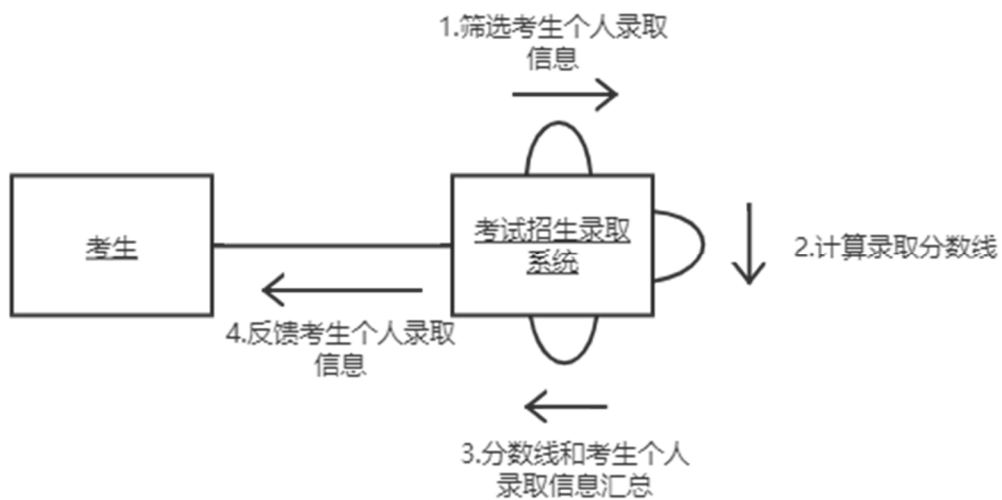 1.筛选考生个人录取
信息
考生
考试招生录取
系统
2.计算录取分数线
4.反馈考生个人录取
信息
3.分数线和考生个人
录取信息汇总